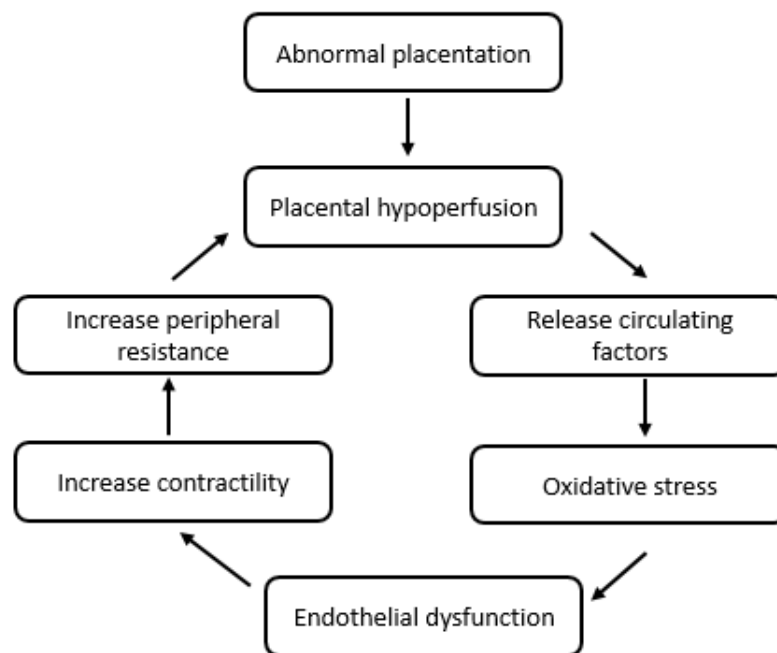 Abnormal placentation
Placental hypoperfusion
Increase peripheral
resistance
Release circulating
factors
Increase contractility
Oxidative stress
Endothelial dysfunction